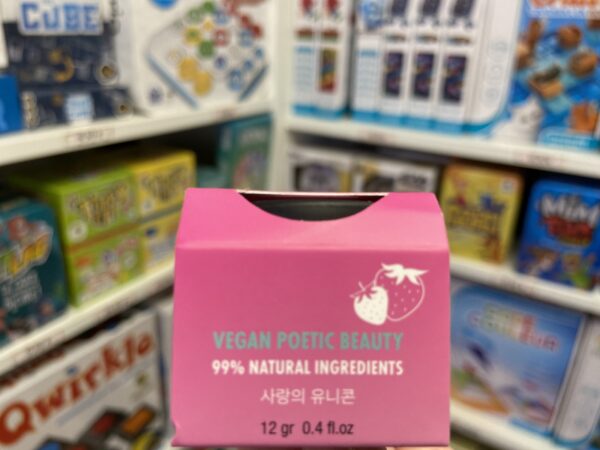 CUBE
VEGAN POETIC BEAUTY
99% NATURAL INGREDIENTS
사랑의 유니콘
12 gr 0.4 fl.oz
Qwirkle